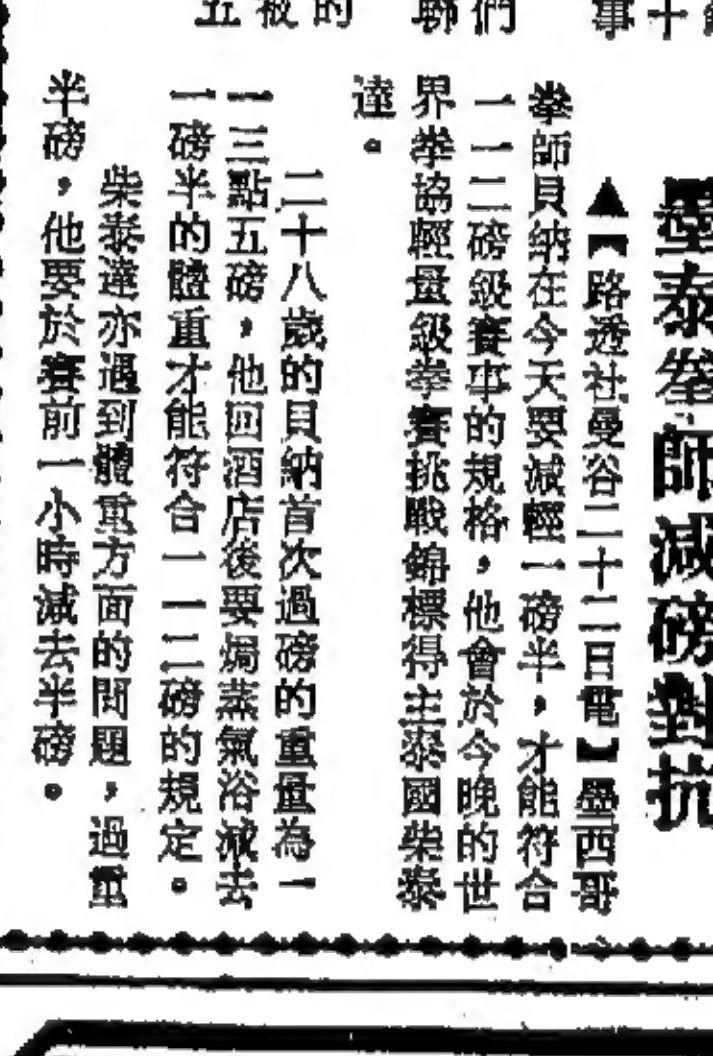 墨泰拳師減磅對抗
▲【路透社曼谷二十二日電】墨西哥
拳師貝納在今天要減輕一磅半,才能符合
一一二磅級賽事的規格,他會於今晚的世
界拳協輕量級拳賽挑戰錦標得主泰國柴泰
達。
二十八歲的貝納首次過磅的重量為一
一三點五磅,他回酒店後要焗蒸氣浴減去
一磅半的體重才能符合一一二磅的規定。
柴泰達亦遇到體重方面的問題,過重
半磅,他要於賽前一小時減去半磅。